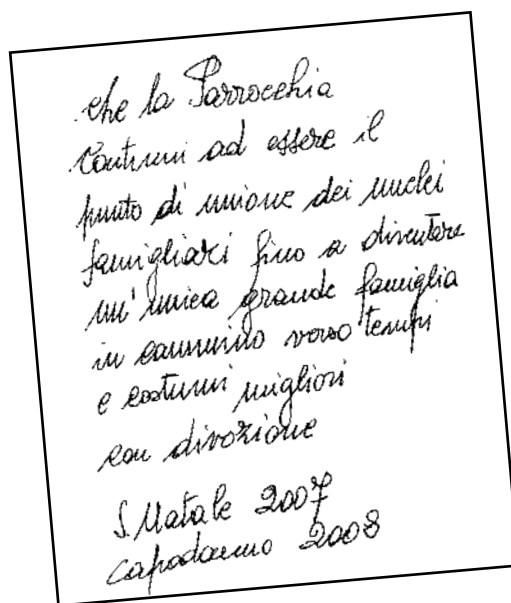 che la Parrocchia
continui ad essere il
punto di unione dei nuclei
famigliari fino a diventare
un'unica grande famiglia
in cammino verso tempi
e costumi migliori
con divozione
S. Natale 2007
Capodanno 2008